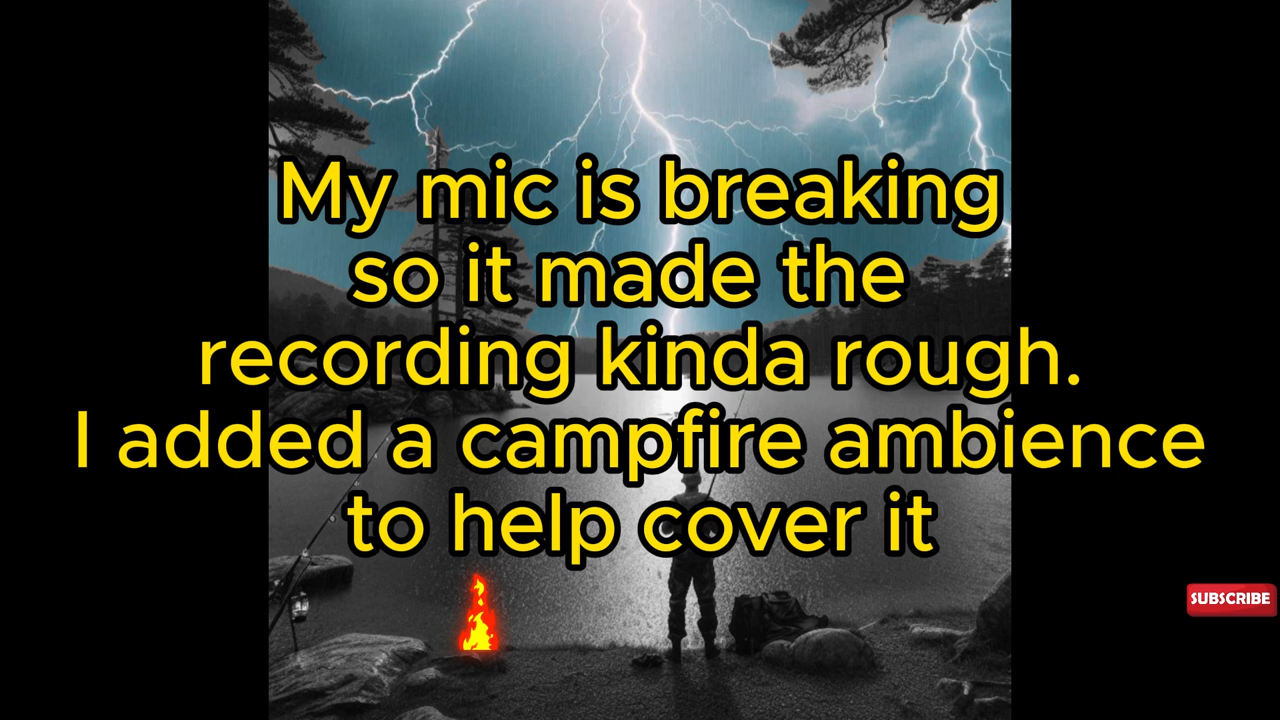 My mic is breaking
so it made the
recording kinda rough.
I added a campfire ambience
to help cover it
SUBSCRIBE